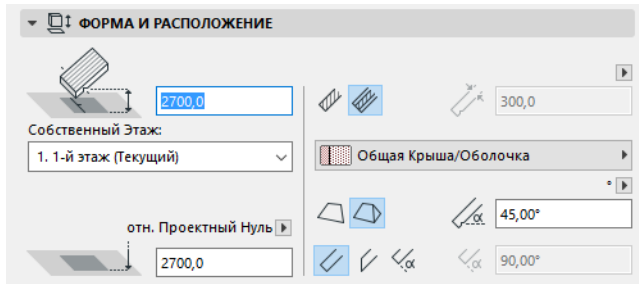 ФОРМА И РАСПОЛОЖЕНИЕ
2700,0
300,0
Собственный Этаж:
1. 1-й этаж (Текущий)
Общая Крыша/Оболочка
°
α
45,00°
отн. Проектный Нуль
2700,0
α
α
90,00°